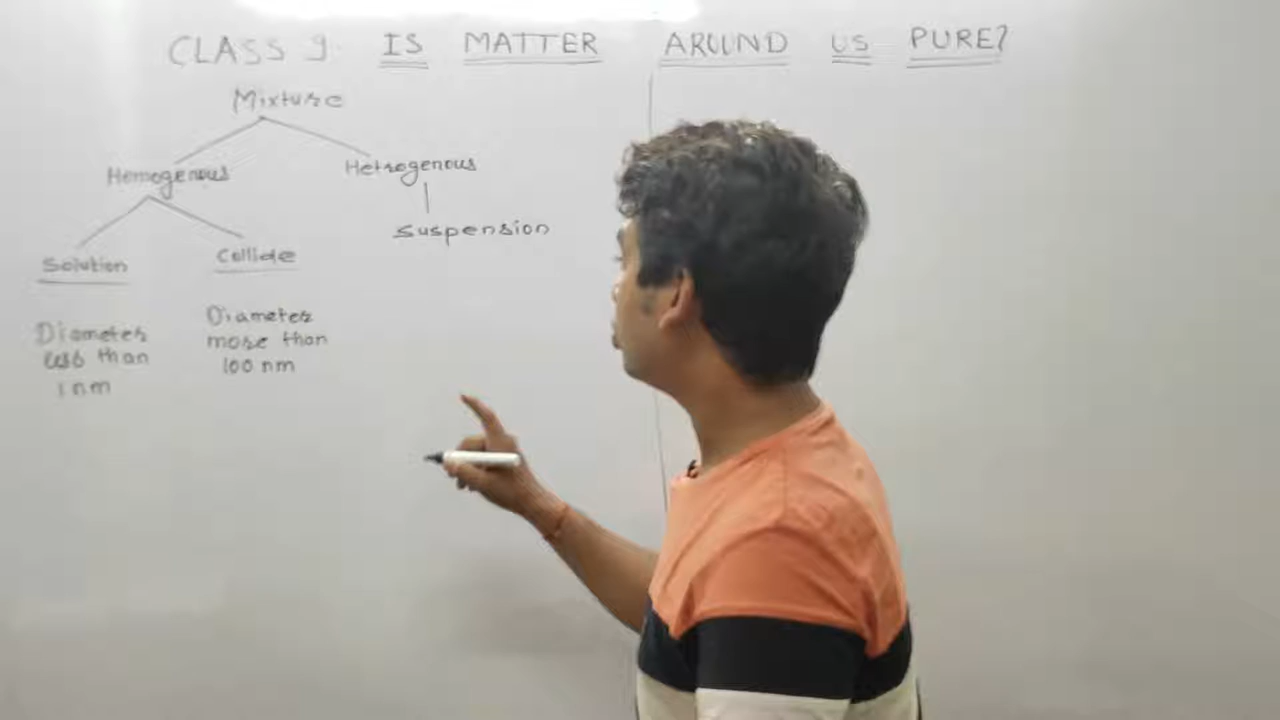 CLASS 9 IS MATTER AROUND US PURE?
Mixture
Homogenous
Hetrogenous
suspension
Solution
Collide
Diameter
less than
1 nm
Diameter
more than
100 nm